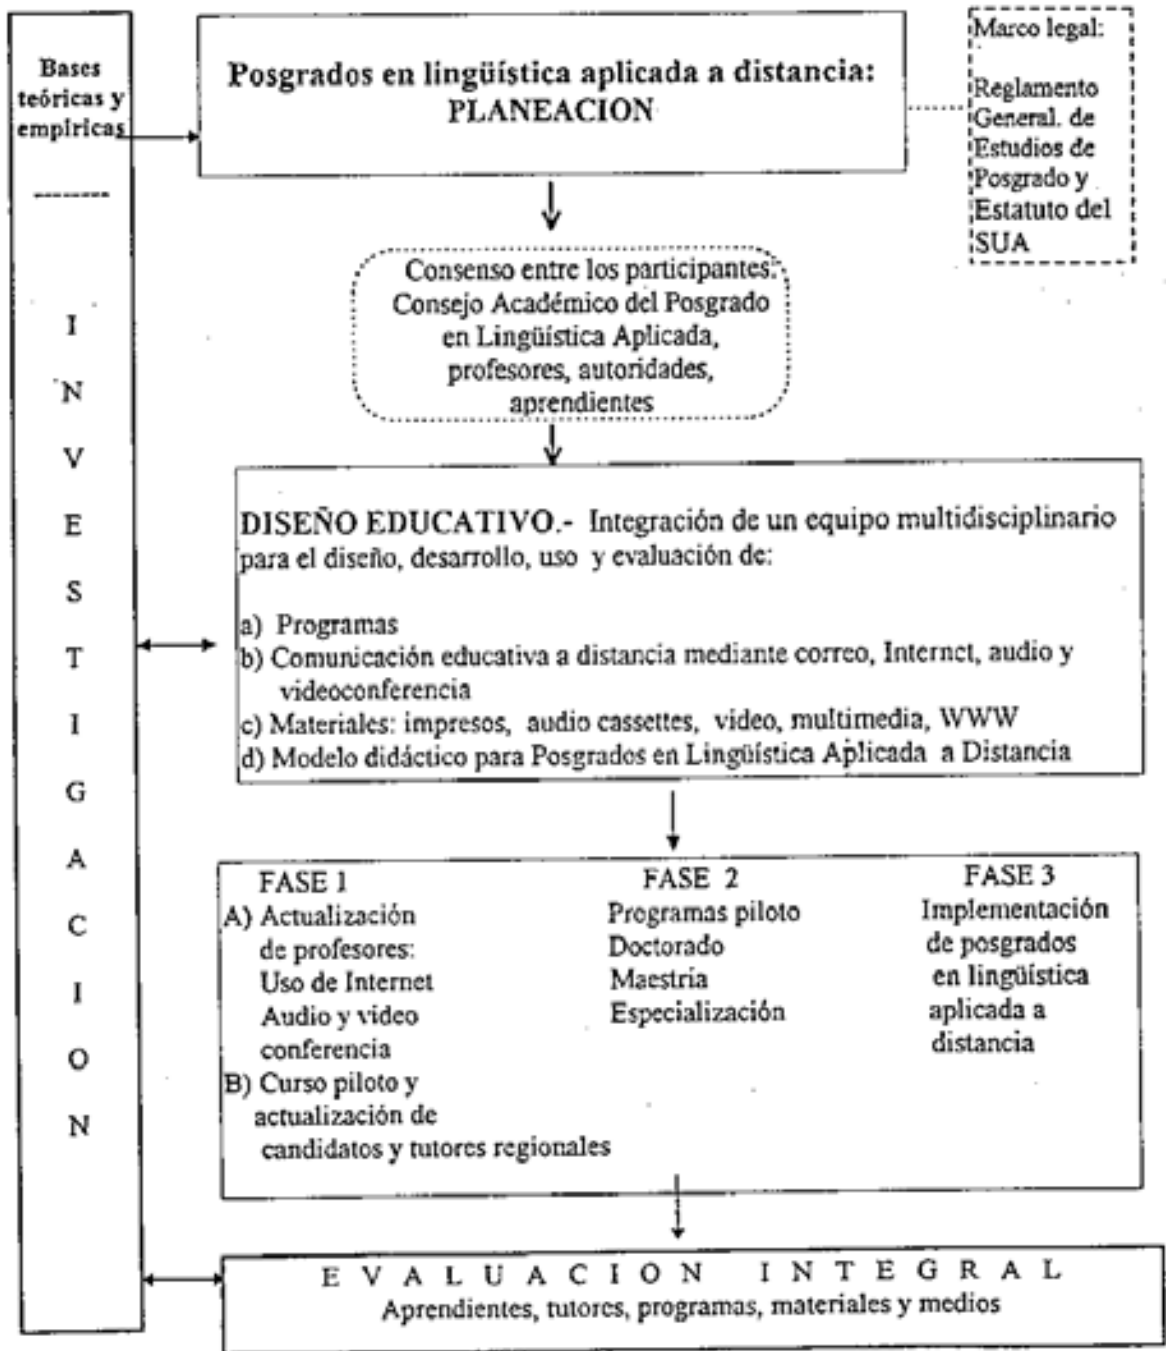 Bases
teóricas y
empíricas
I
N
V
E
S
T
I
G
A
C
I
O
N
Posgrados en lingüística aplicada a distancia:
PLANEACION
Marco legal:
Reglamento
General. de
Estudios de
Posgrado y
Estatuto del
SUA
Consenso entre los participantes:
Consejo Académico del Posgrado
en Lingüística Aplicada,
profesores, autoridades,
aprendientes
DISEÑO EDUCATIVO.- Integración de un equipo multidisciplinario
para el diseño, desarrollo, uso y evaluación de:
a) Programas
b) Comunicación educativa a distancia mediante correo, Internet, audio y
videoconferencia
c) Materiales: impresos, audio cassettes, video, multimedia, WWW
d) Modelo didáctico para Posgrados en Lingüística Aplicada a Distancia
FASE 1
A) Actualización
de profesores:
Uso de Internet
Audio y video
conferencia
B) Curso piloto y
actualización de
candidatos y tutores regionales
FASE 2
Programas piloto
Doctorado
Maestría
Especialización
FASE 3
Implementación
de posgrados
en lingüística
aplicada a
distancia
E V A L U A C I O N I N T E G R A L
Aprendientes, tutores, programas, materiales y medios